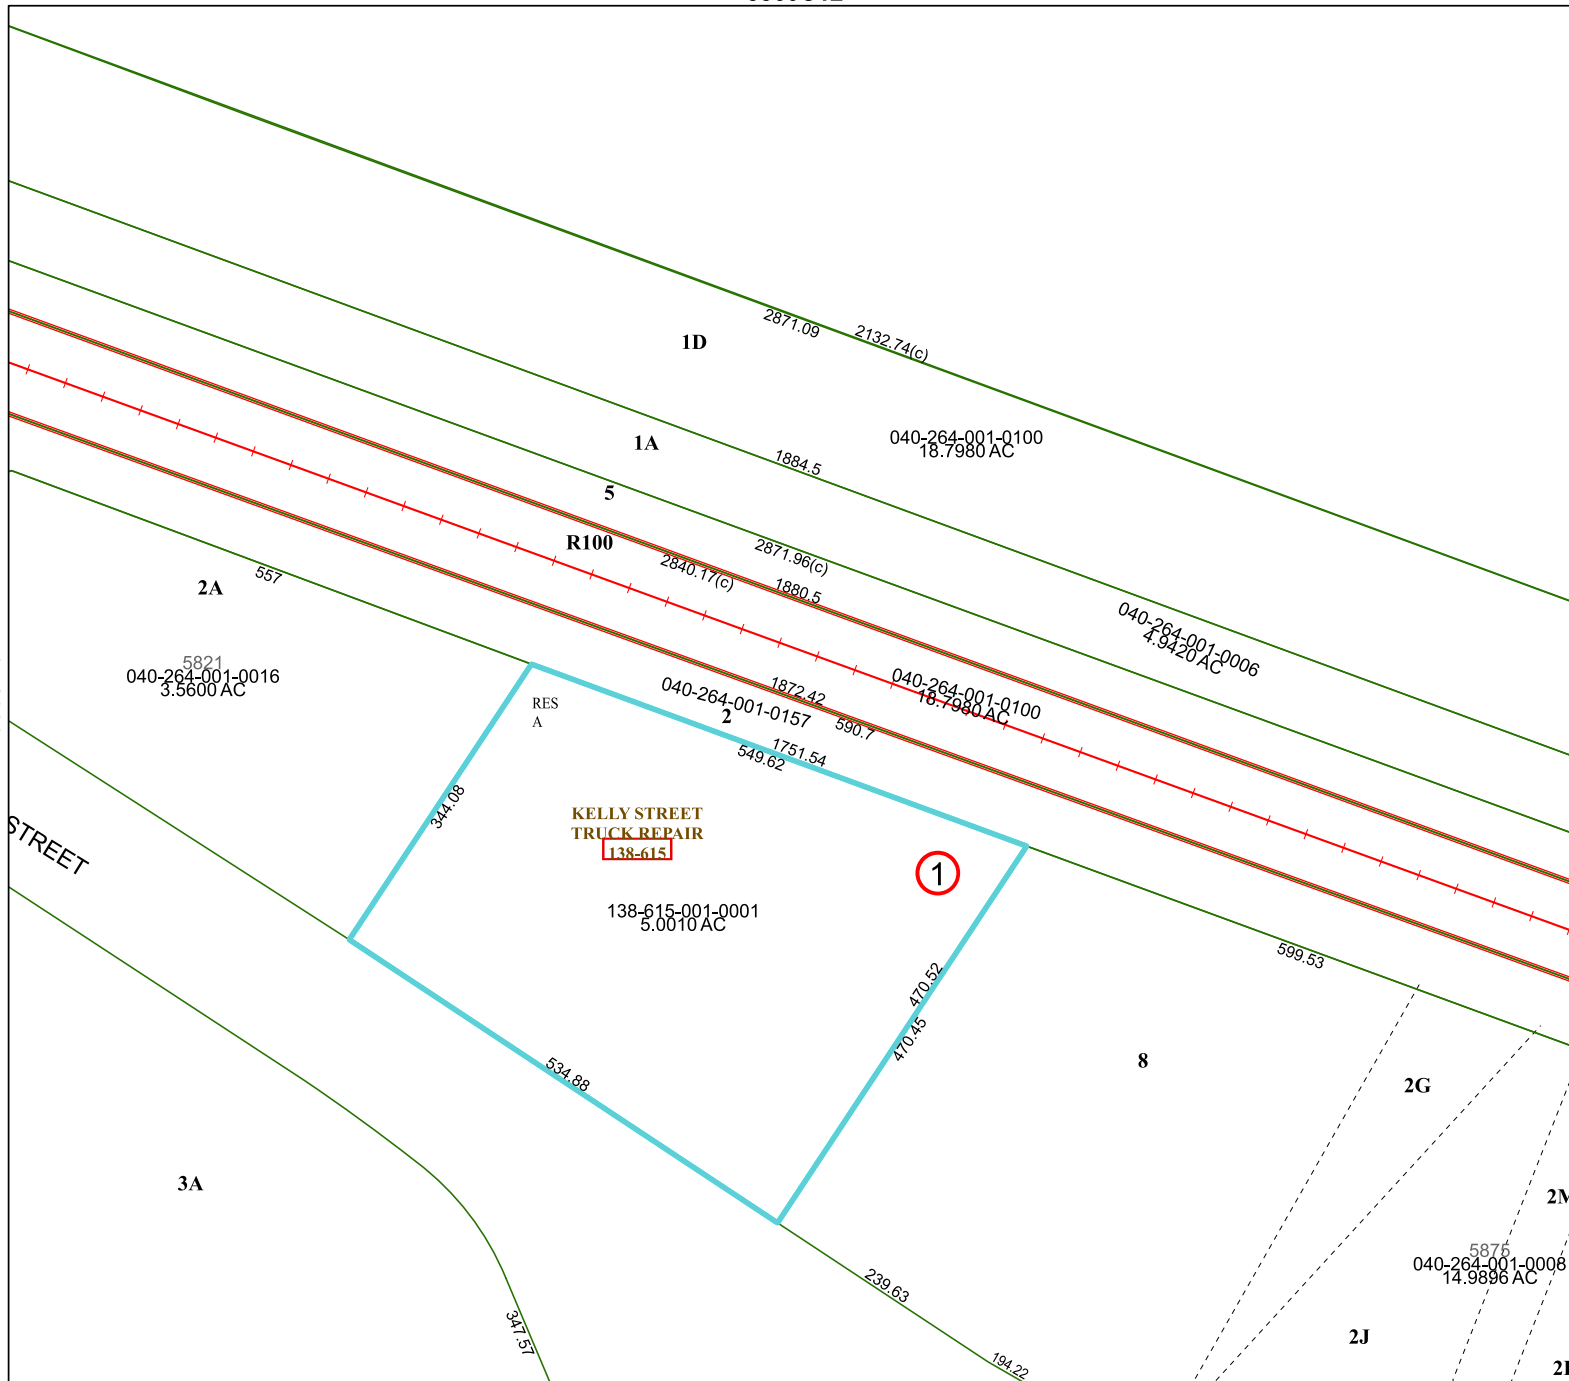 2871.09
2132.74(c)
1D
040-264-001-0100
18.7980 AC
1A
1884.5
5
R100
2871.96(c)
2840.17(c)
1880.5
557
2A
040-264-001-0006
4.9420 AC
5821
040-264-001-0016
3.5600 AC
040-264-001-0100
18.7980 AC
1872.42
040-264-001-0157
2
590.7
RES
A
1751.54
549.62
344.08
KELLY STREET
TRUCK REPAIR
138-615
STREET
1
138-615-001-0001
5.0010 AC
599.53
470.52
470.45
534.88
8
2G
3A
2M
5875
040-264-001-0008
14.9896 AC
239.63
347.57
2J
194.22